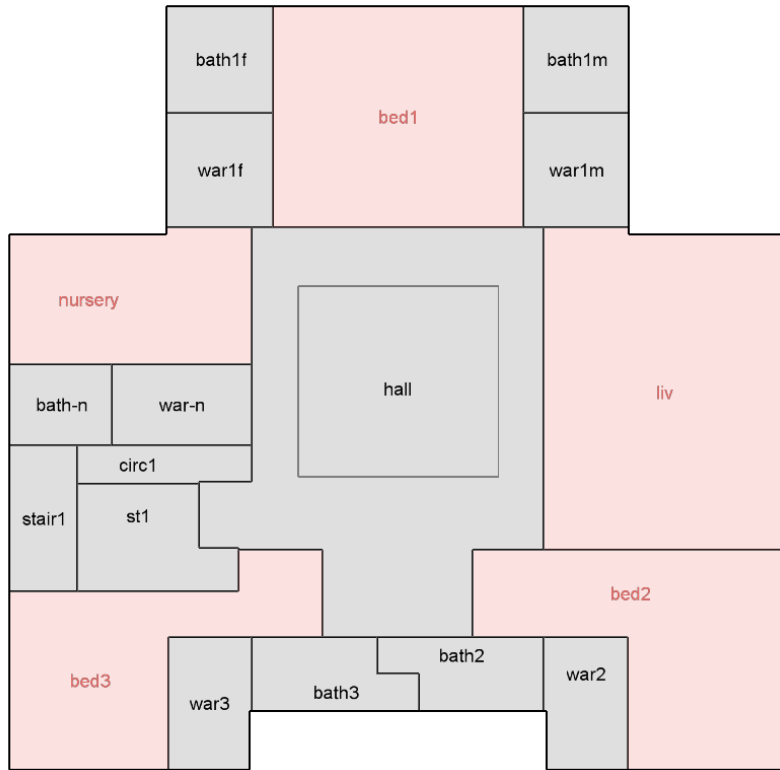 bath1f
bath1m
bed1
war1f
war1m
nursery
hall
liv
bath-n
war-n
circ1
st1
stair1
bed2
bath2
war2
bed3
bath3
war3